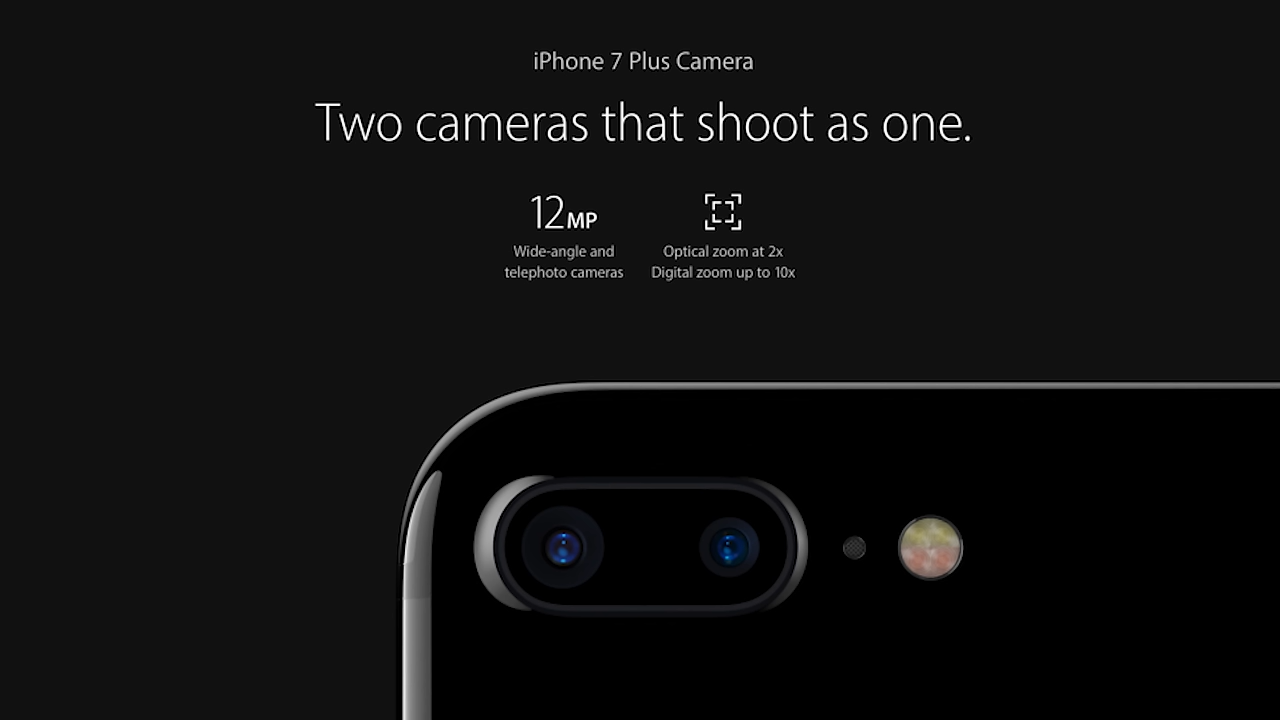 iPhone 7 Plus Camera
Two cameras that shoot as one.
12MP
Wide-angle and
telephoto cameras
Optical zoom at 2x
Digital zoom up to 10x